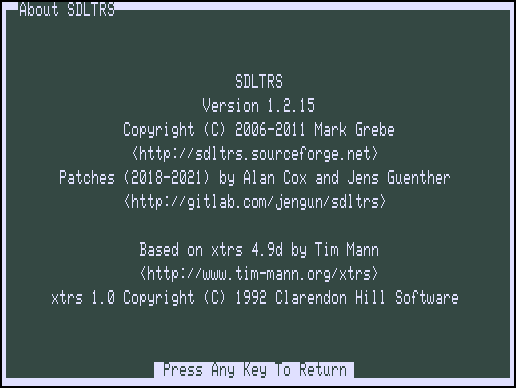 About SDLTRS
SDLTRS
Version 1.2.15
Copyright (C) 2006-2011 Mark Grebe
<http://sdltrs.sourceforge.net>
Patches (2018-2021) by Alan Cox and Jens Guenther
<http://gitlab.com/jengun/sdltrs>
Based on xtrs 4.9d by Tim Mann
<http://www.tim-mann.org/xtrs>
xtrs 1.0 Copyright (C) 1992 Clarendon Hill Software
Press Any Key To Return